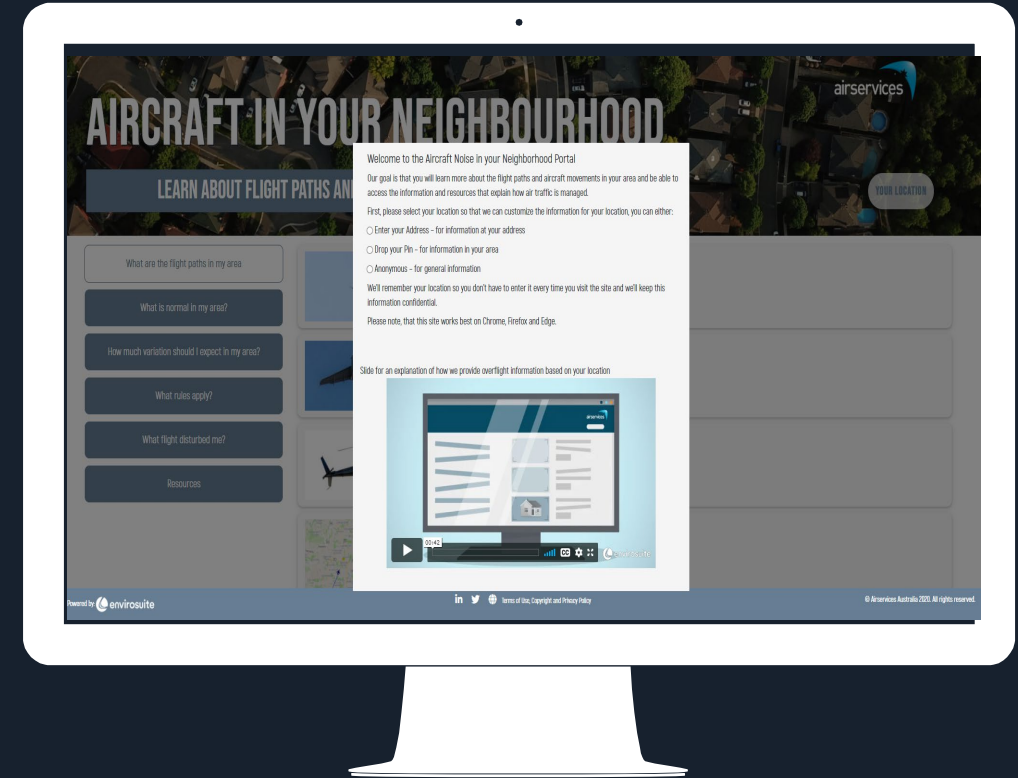 airservices
AIRCRAFT IN YOUR NEIGHBOURHOOD
LEARN ABOUT FLIGHT PATHS AN
YOUR LOCATION
What are the flight paths in my area
What is normal in my area?
How much variation should I expect in my area?
What rules apply?
What flight disturbed me?
Resources
Welcome to the Aircraft Noise in your Neighborhood Portal
Our goal is that you will learn more about the flight paths and aircraft movements in your area and be able to
access the information and resources that explain how air traffic is managed.
First, please select your location so that we can customize the information for your location, you can either:
Enter your Address - for information at your address
Drop your Pin - for information in your area
Anonymous - for general information
We'll remember your location so you don't have to enter it every time you visit the site and we'll keep this
information confidential.
Please note, that this site works best on Chrome, Firefox and Edge.
Slide for an explanation of how we provide overflight information based on your location
airservices
00:42
CC
envirosuite
Powered by: envirosuite
in
Terms of Use, Copyright and Privacy Policy
© Airservices Australia 2020. All rights reserved.